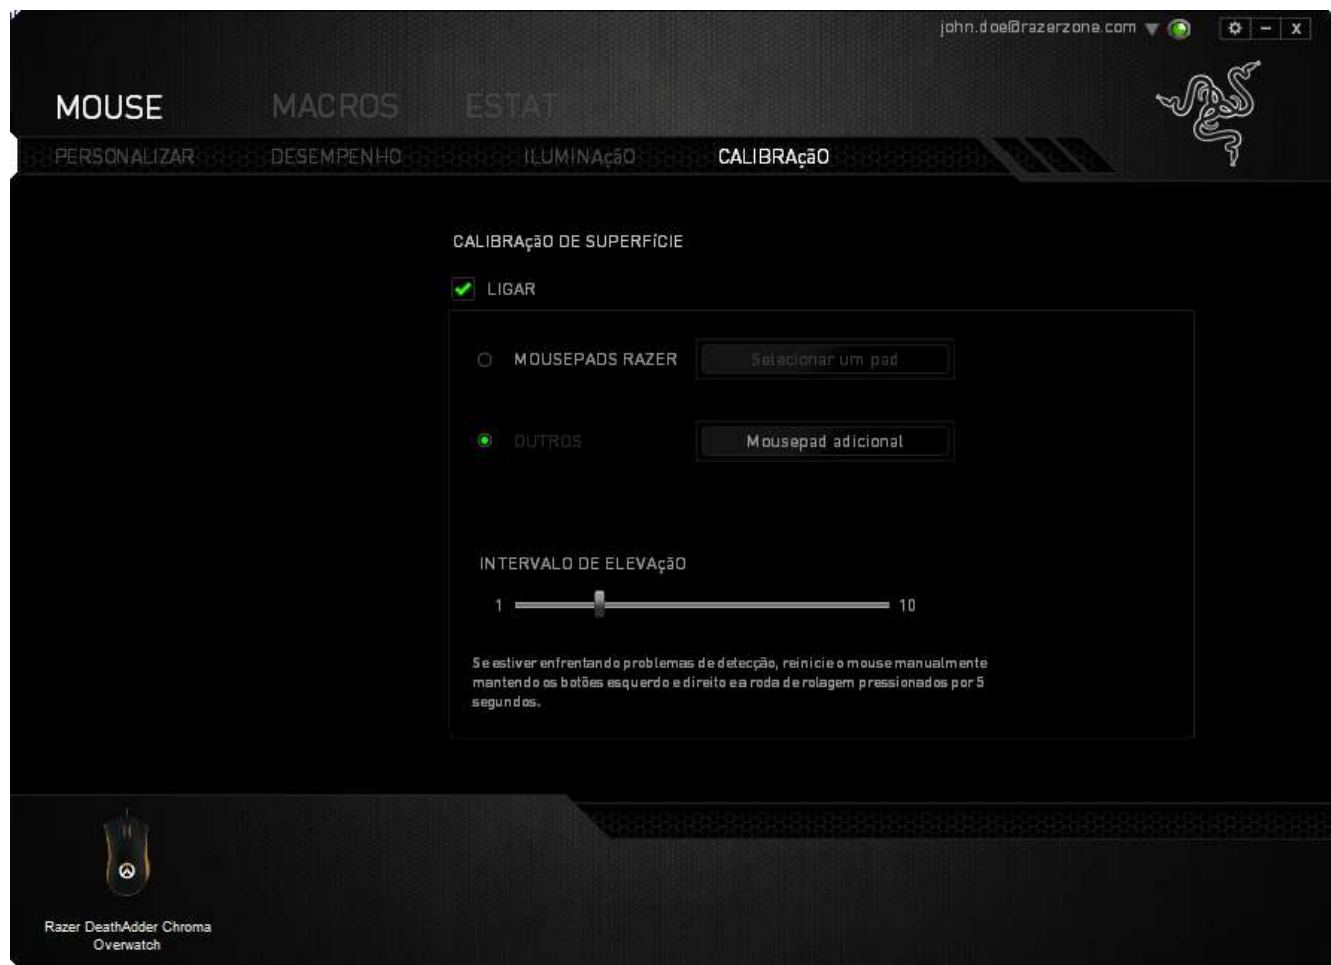 john.doe@razerzone.com
MOUSE MACROS ESTAT
PERSONALIZAR DESEMPENHO ILUMINAçãO CALIBRAçãO
CALIBRAçãO DE SUPERFíCIE
LIGAR
MOUSEPADS RAZER Selecionar um pad
OUTROS Mousepad adicional
INTERVALO DE ELEVAçãO
1 10
Se estiver enfrentando problemas de detecção, reinicie o mouse manualmente
mantendo os botões esquerdo e direito e a roda de rolagem pressionados por 5
segundos.
Razer DeathAdder Chroma
Overwatch